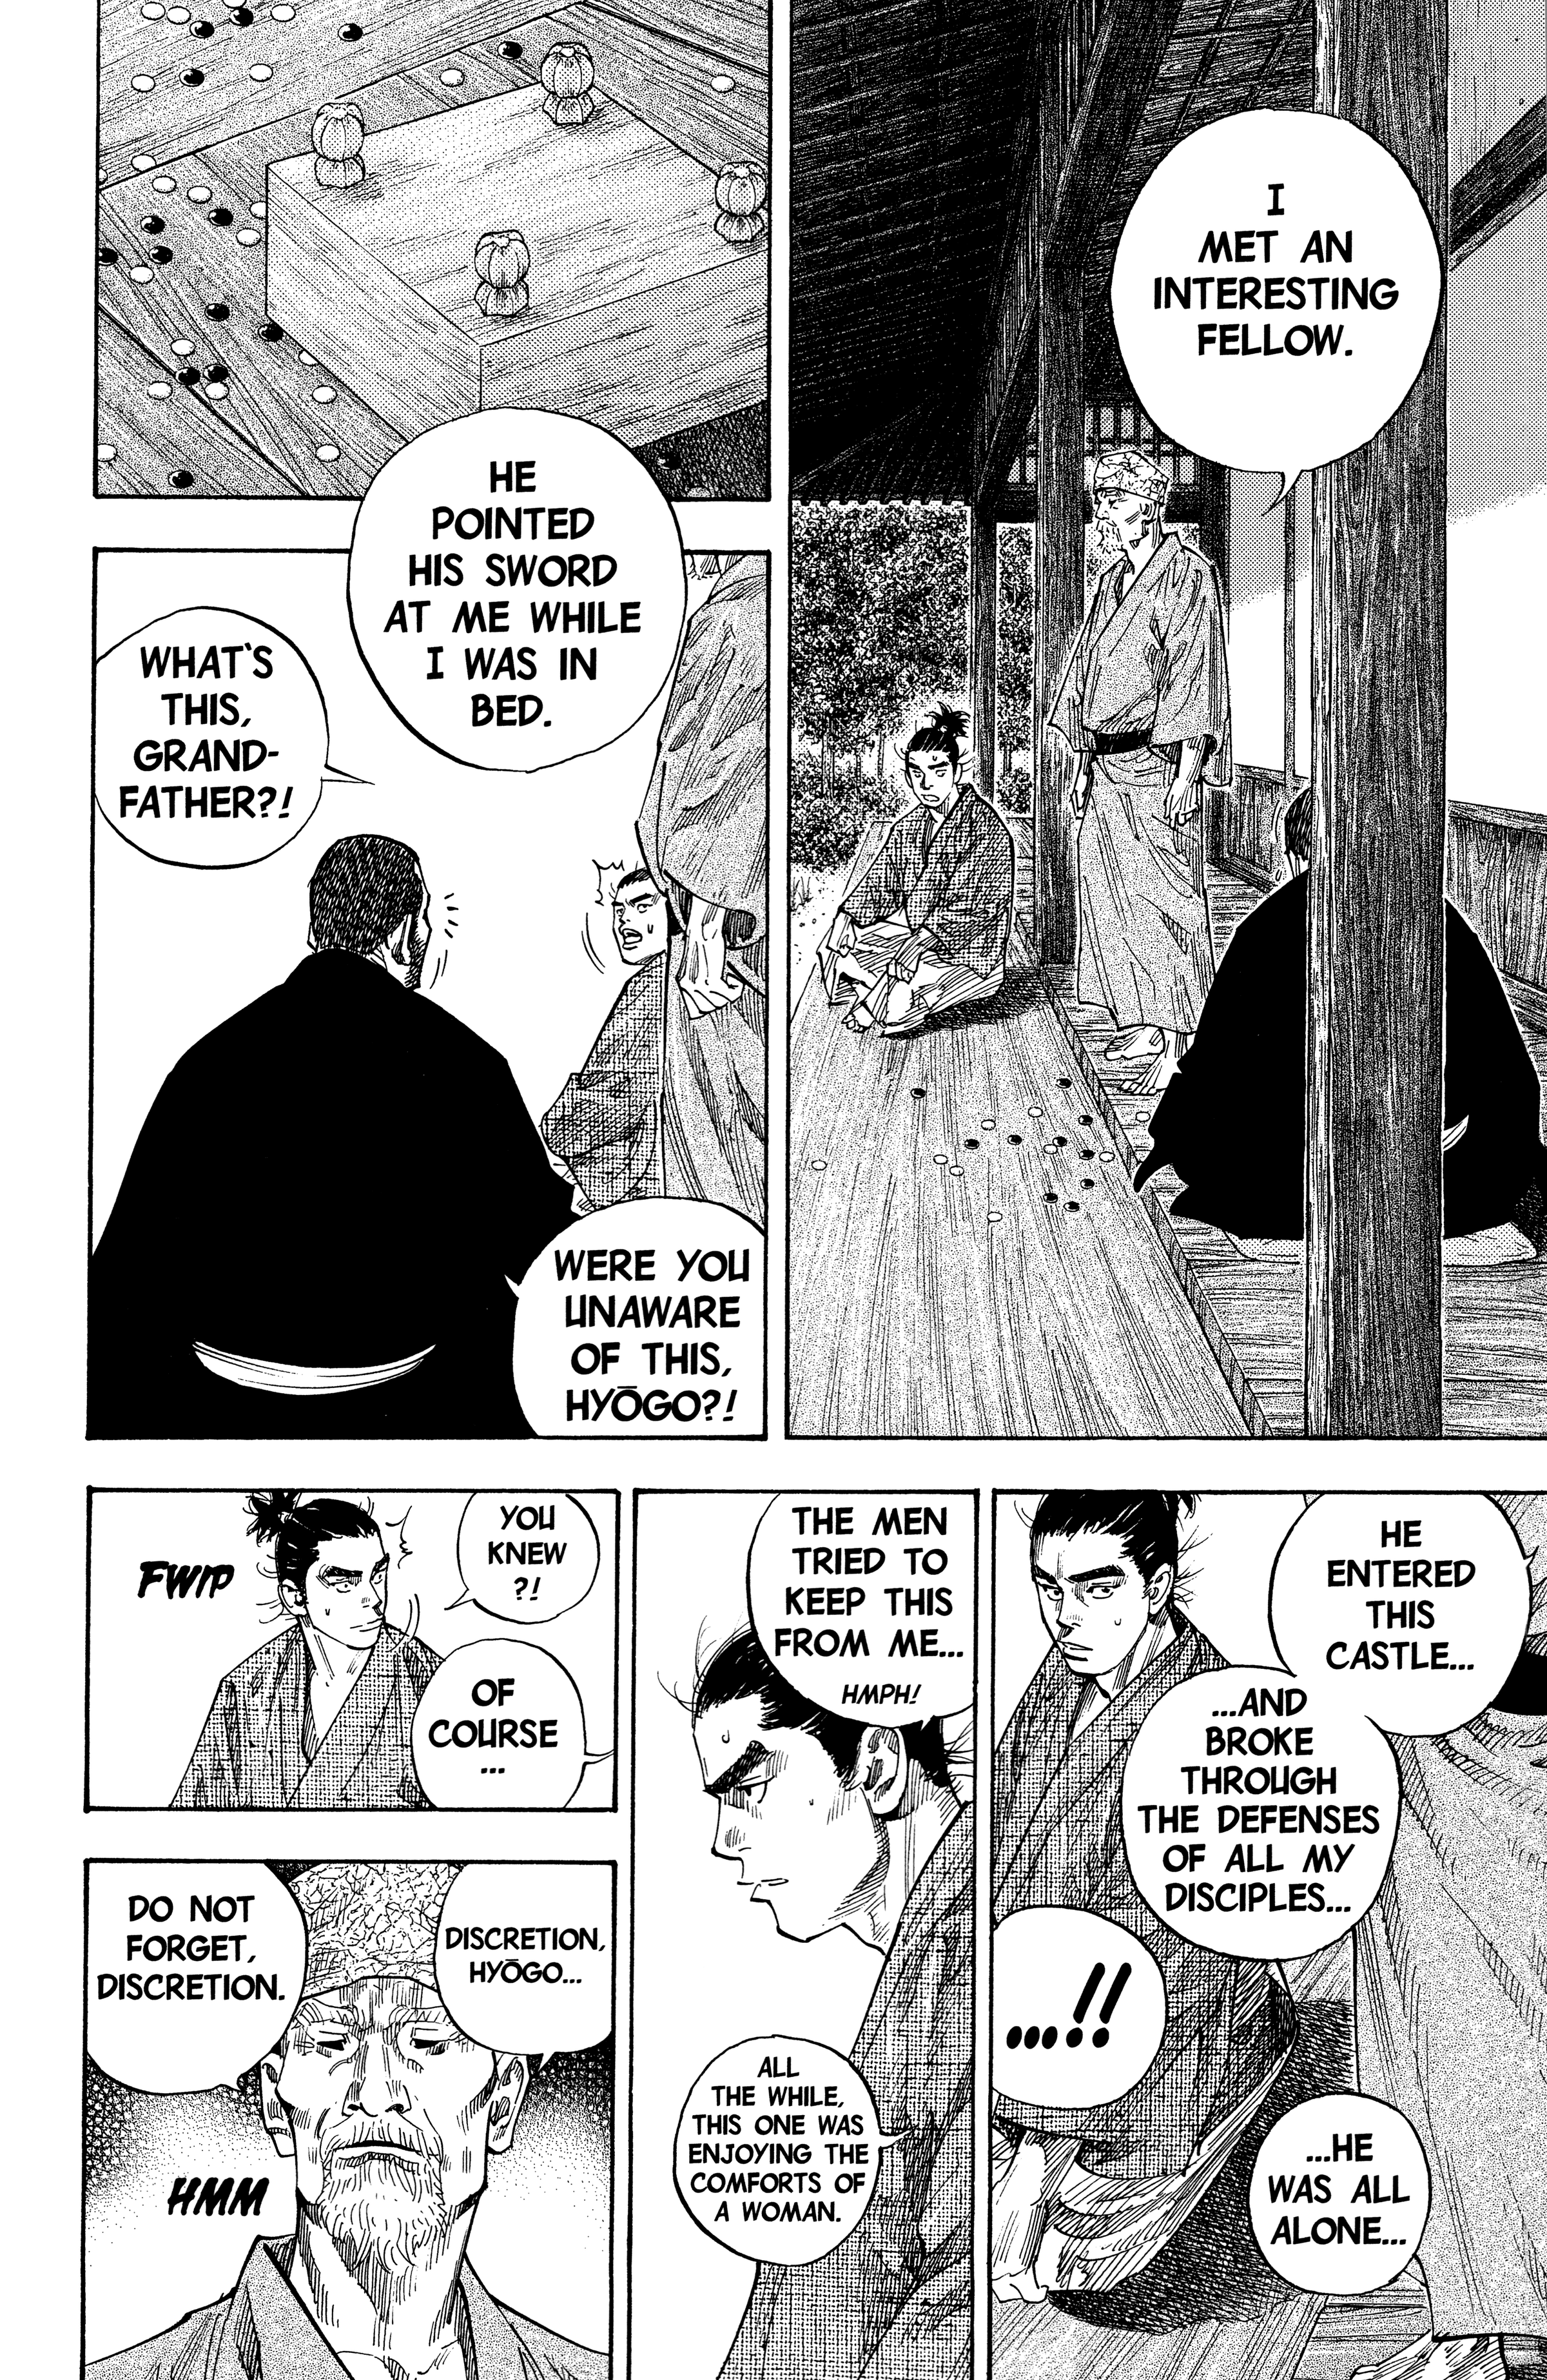 I
MET AN
INTERESTING
FELLOW.
HE
POINTED
HIS SWORD
AT ME WHILE
I WAS IN
BED.
WHAT'S
THIS,
GRAND-
FATHER?!
WERE YOU
UNAWARE
OF THIS,
HYŌGO?!
HE
ENTERED
THIS
CASTLE...
...AND
BROKE
THROUGH
THE DEFENSES
OF ALL MY
DISCIPLES...
...!!
...HE
WAS ALL
ALONE...
THE MEN
TRIED TO
KEEP THIS
FROM ME...
HMPH!
ALL
THE WHILE,
THIS ONE WAS
ENJOYING THE
COMFORTS OF
A WOMAN.
YOU
KNEW
?!
FWIP
OF
COURSE
...
DISCRETION,
HYŌGO...
DO NOT
FORGET,
DISCRETION.
HMM